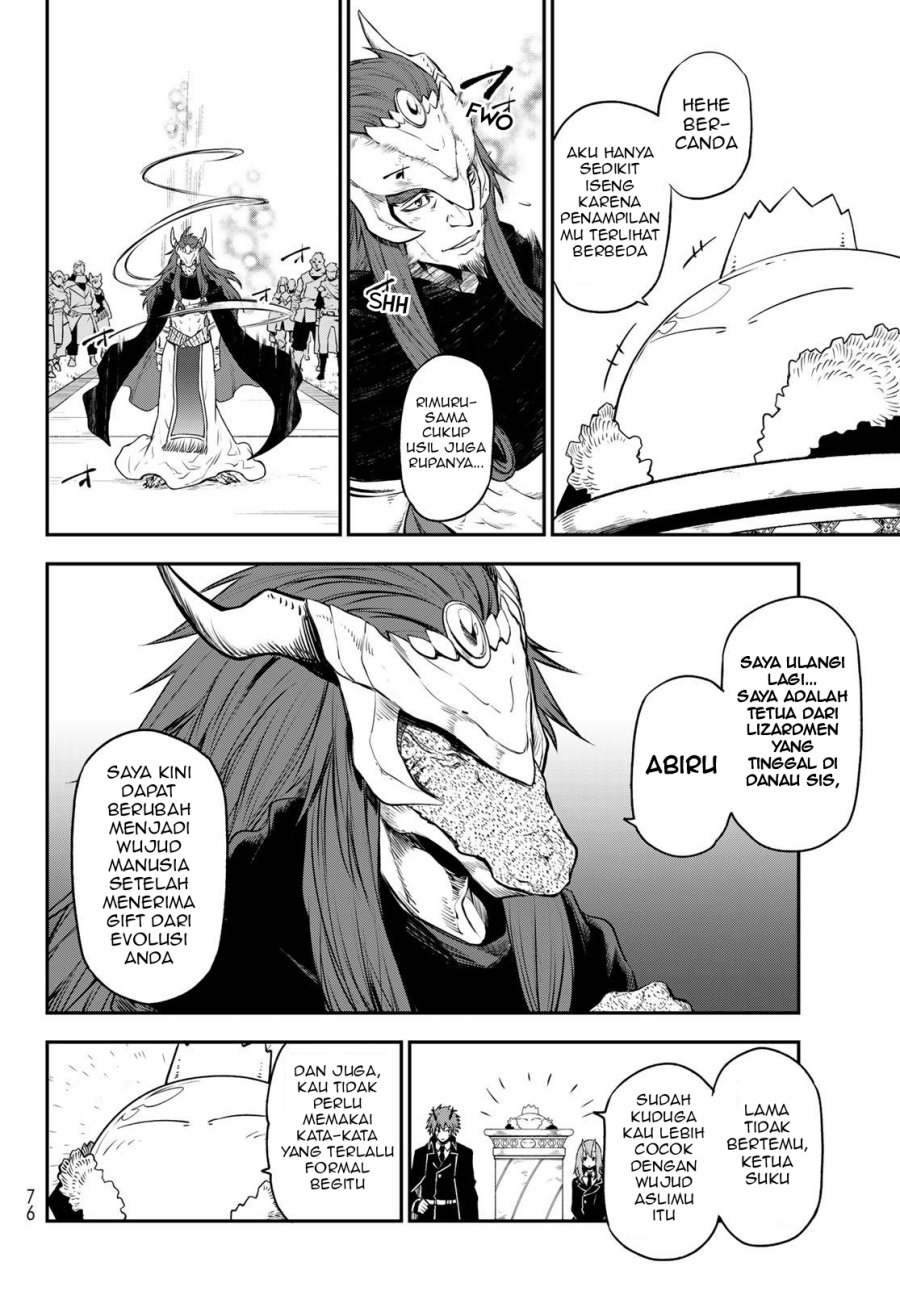 HEHE
BER-
CANDA
AKU HANYA
SEDIKIT
ISENG
KARENA
PENAMPILAN
MU TERLIHAT
BERBEDA
FWO
SHH
RIMURU-
SAMA
CUKUP
USIL JUGA
RUPANYA...
SAYA ULANGI
LAGI...
SAYA ADALAH
TETUA DARI
LIZARDMEN
YANG
TINGGAL DI
DANAU SIS,
ABIRU
SAYA KINI
DAPAT
BERUBAH
MENJADI
WUJUD
MANUSIA
SETELAH
MENERIMA
GIFT DARI
EVOLUSI
ANDA
LAMA
TIDAK
BERTEMU,
KETUA
SUKU
SUDAH
KUDUGA
KAU LEBIH
COCOK
DENGAN
WUJUD
ASLIMU
ITU
DAN JUGA,
KAU TIDAK
PERLU
MEMAKAI
KATA-KATA
YANG TERLALU
FORMAL
BEGITU
76